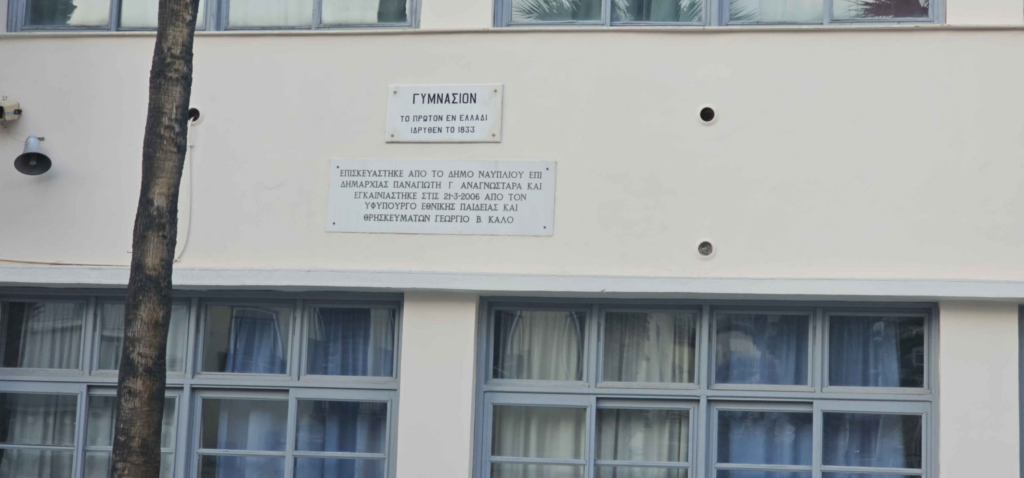 ΓΥΜΝΑΣΙΟΝ
ΤΟ ΠΡΩΤΟΝ ΕΝ ΕΛΛΑΔΙ
ΙΔΡΥΘΕΝ ΤΟ 1833
ΕΠΙΣΚΕΥΑΣΤΗΚΕ ΑΠΟ ΤΟ ΔΗΜΟ ΝΑΥΠΛΙΟΥ ΕΠΙ
ΔΗΜΑΡΧΙΑΣ ΠΑΝΑΓΙΩΤΗ Γ. ΑΝΑΓΝΩΣΤΑΡΑ ΚΑΙ
ΕΓΚΑΙΝΙΑΣΤΗΚΕ ΣΤΙΣ 21-3-2006 ΑΠΟ ΤΟΝ
ΥΦΥΠΟΥΡΓΟ ΕΘΝΙΚΗΣ ΠΑΙΔΕΙΑΣ ΚΑΙ
ΘΡΗΣΚΕΥΜΑΤΩΝ ΓΕΩΡΓΙΟ Β. ΚΑΛΟ